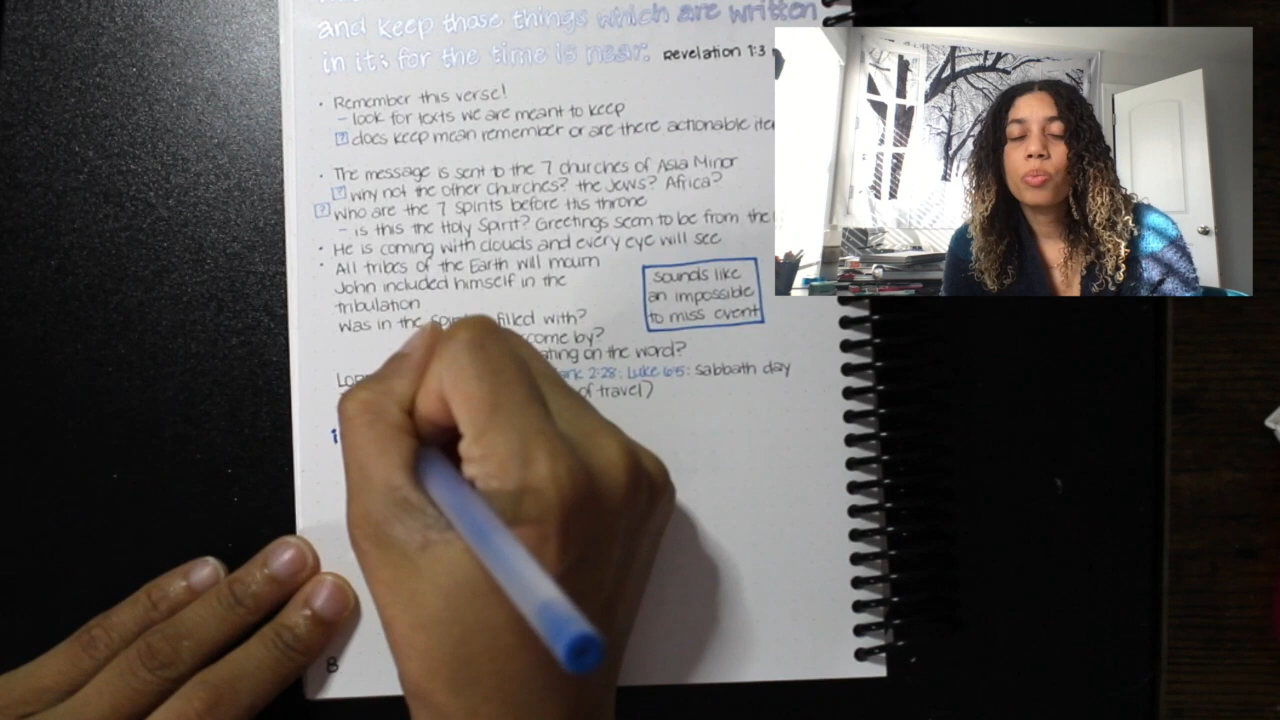 and keep those things which are written
in it; for the time is near. Revelation 1:3
• Remember this verse!
- look for texts we are meant to keep
? does keep mean remember or are there actionable
• The message is sent to the 7 churches of Asia Minor
? why not the other churches? the Jews? Africa?
? Who are the 7 spirits before His throne
- is this the Holy Spirit? Greetings seem to be from the
• He is coming with clouds and every eye will see
• All tribes of the Earth will mourn
John included himself in the
tribulation
sounds like
an impossible
to miss event
Was in the filled with?
come by?
on the word?
2:28; Luke 6:5: Sabbath day
of travel)
8